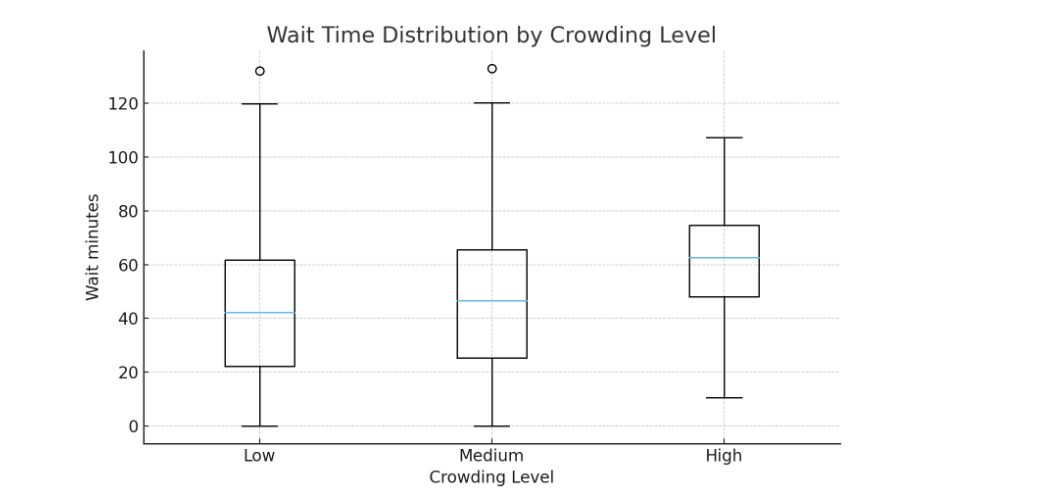 Wait Time Distribution by Crowding Level
120
100
80
60
40
20
0
Wait minutes
Low Medium High
Crowding Level